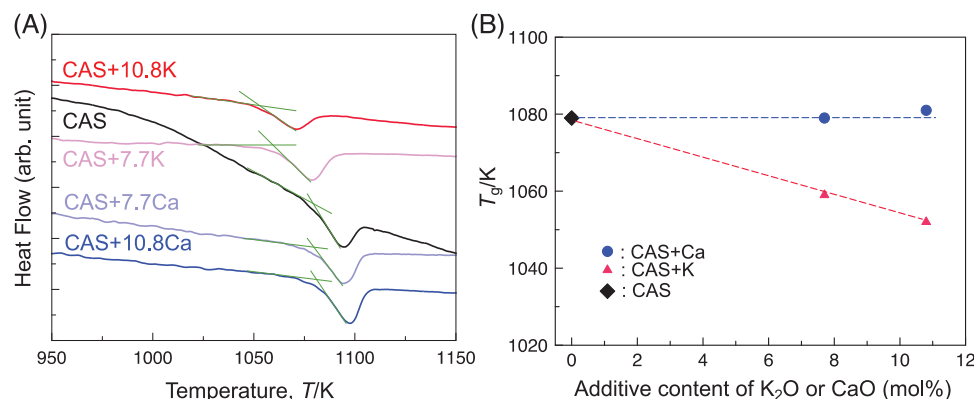 (A)
CAS+10.8K
CAS
CAS+7.7K
CAS+7.7Ca
CAS+10.8Ca
Heat Flow (arb. unit)
950 1000 1050 1100 1150
Temperature, T/K
(B)
1100
1080
1060
1040
1020
Tg/K
: CAS+Ca
: CAS+K
: CAS
0 2 4 6 8 10 12
Additive content of K₂O or CaO (mol%)